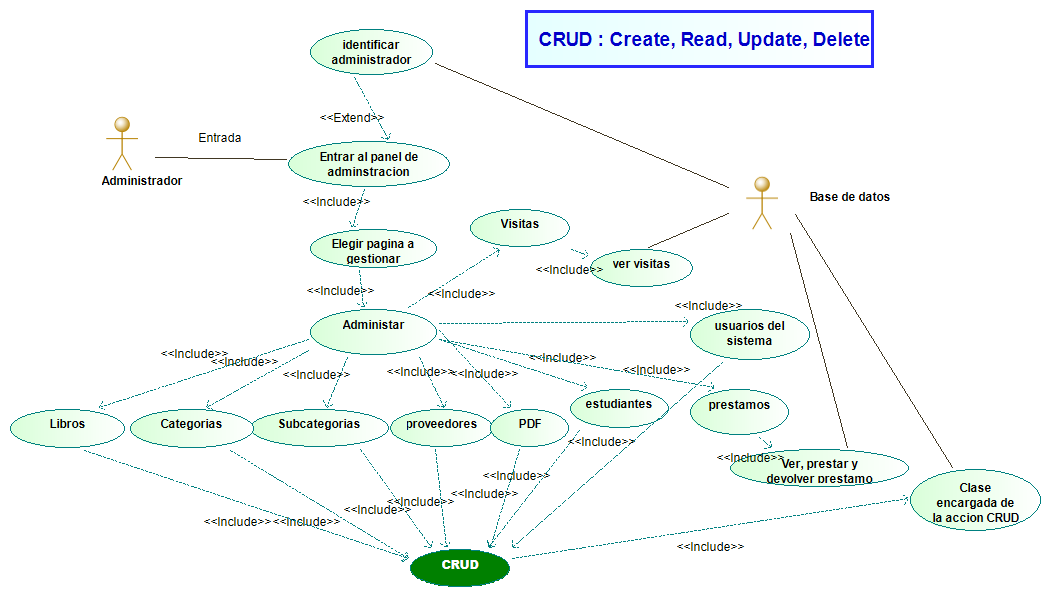 CRUD : Create, Read, Update, Delete
identificar
administrador
<<Extend>>
Entrada
Administrador
Entrar al panel de
adminstracion
Base de datos
<<Include>>
Visitas
Elegir pagina a
gestionar
ver visitas
<<Include>>
<<Include>>
<<Include>>
<<Include>>
Administar
usuarios del
sistema
<<Include>>
<<Include>>
<<Include>>
<<Include>>
<<Include>>
<<Include>>
<<Include>>
<<Include>>
Libros
Categorias
Subcategorias
proveedores
PDF
estudiantes
prestamos
<<Include>>
<<Include>>
Ver, prestar y
devolver prestamo
<<Include>>
<<Include>>
<<Include>>
<<Include>>
<<Include>>
<<Include>>
Clase
encargada de
la accion CRUD
<<Include>>
CRUD